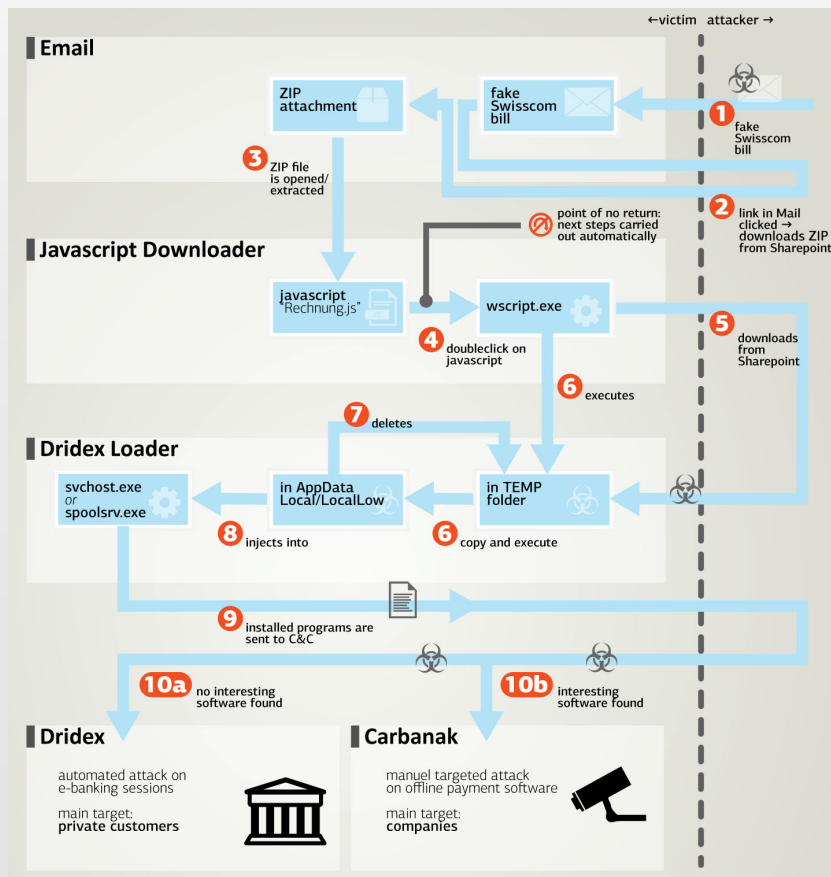 ←victim attacker →
Email
ZIP
attachment
fake
Swisscom
bill
1
fake
Swisscom
bill
2
link in Mail
clicked →
downloads ZIP
from Sharepoint
3
ZIP file
is opened/
extracted
point of no return:
next steps carried
out automatically
Javascript Downloader
javascript
"Rechnung.js"
wscript.exe
4
doubleclick on
javascript
5
downloads
from
Sharepoint
6
executes
7
deletes
Dridex Loader
svchost.exe
or
spoolsrv.exe
in AppData
Local/LocalLow
in TEMP
folder
8
injects into
6
copy and execute
9
installed programs are
sent to C&C
10a
no interesting
software found
10b
interesting
software found
Dridex
automated attack on
e-banking sessions
main target:
private customers
Carbanak
manuel targeted attack
on offline payment software
main target:
companies